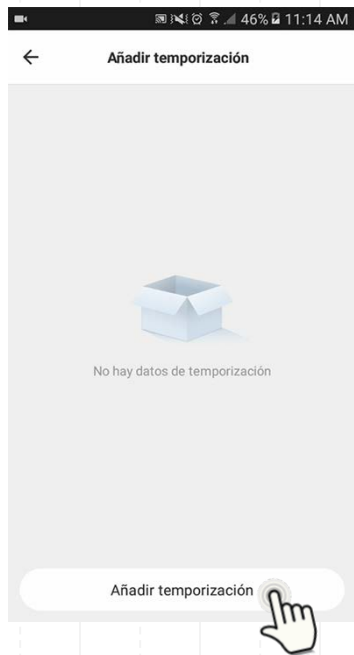 46% 11:14 AM
Añadir temporización
No hay datos de temporización
Añadir temporización